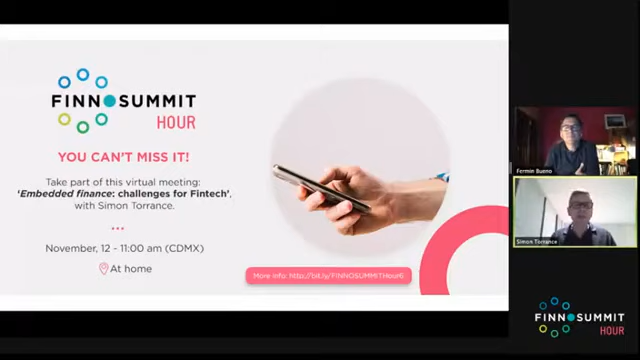 FINNOSUMMIT
HOUR
YOU CAN'T MISS IT!
Take part of this virtual meeting:
'Embedded finance: challenges for Fintech',
with Simon Torrance.
November, 12 - 11:00 am (CDMX)
At home
More info: http://bit.ly/FINNOSUMMITHour6
Fermin Bueno
Simon Torrance
FINNOSUMMIT
HOUR